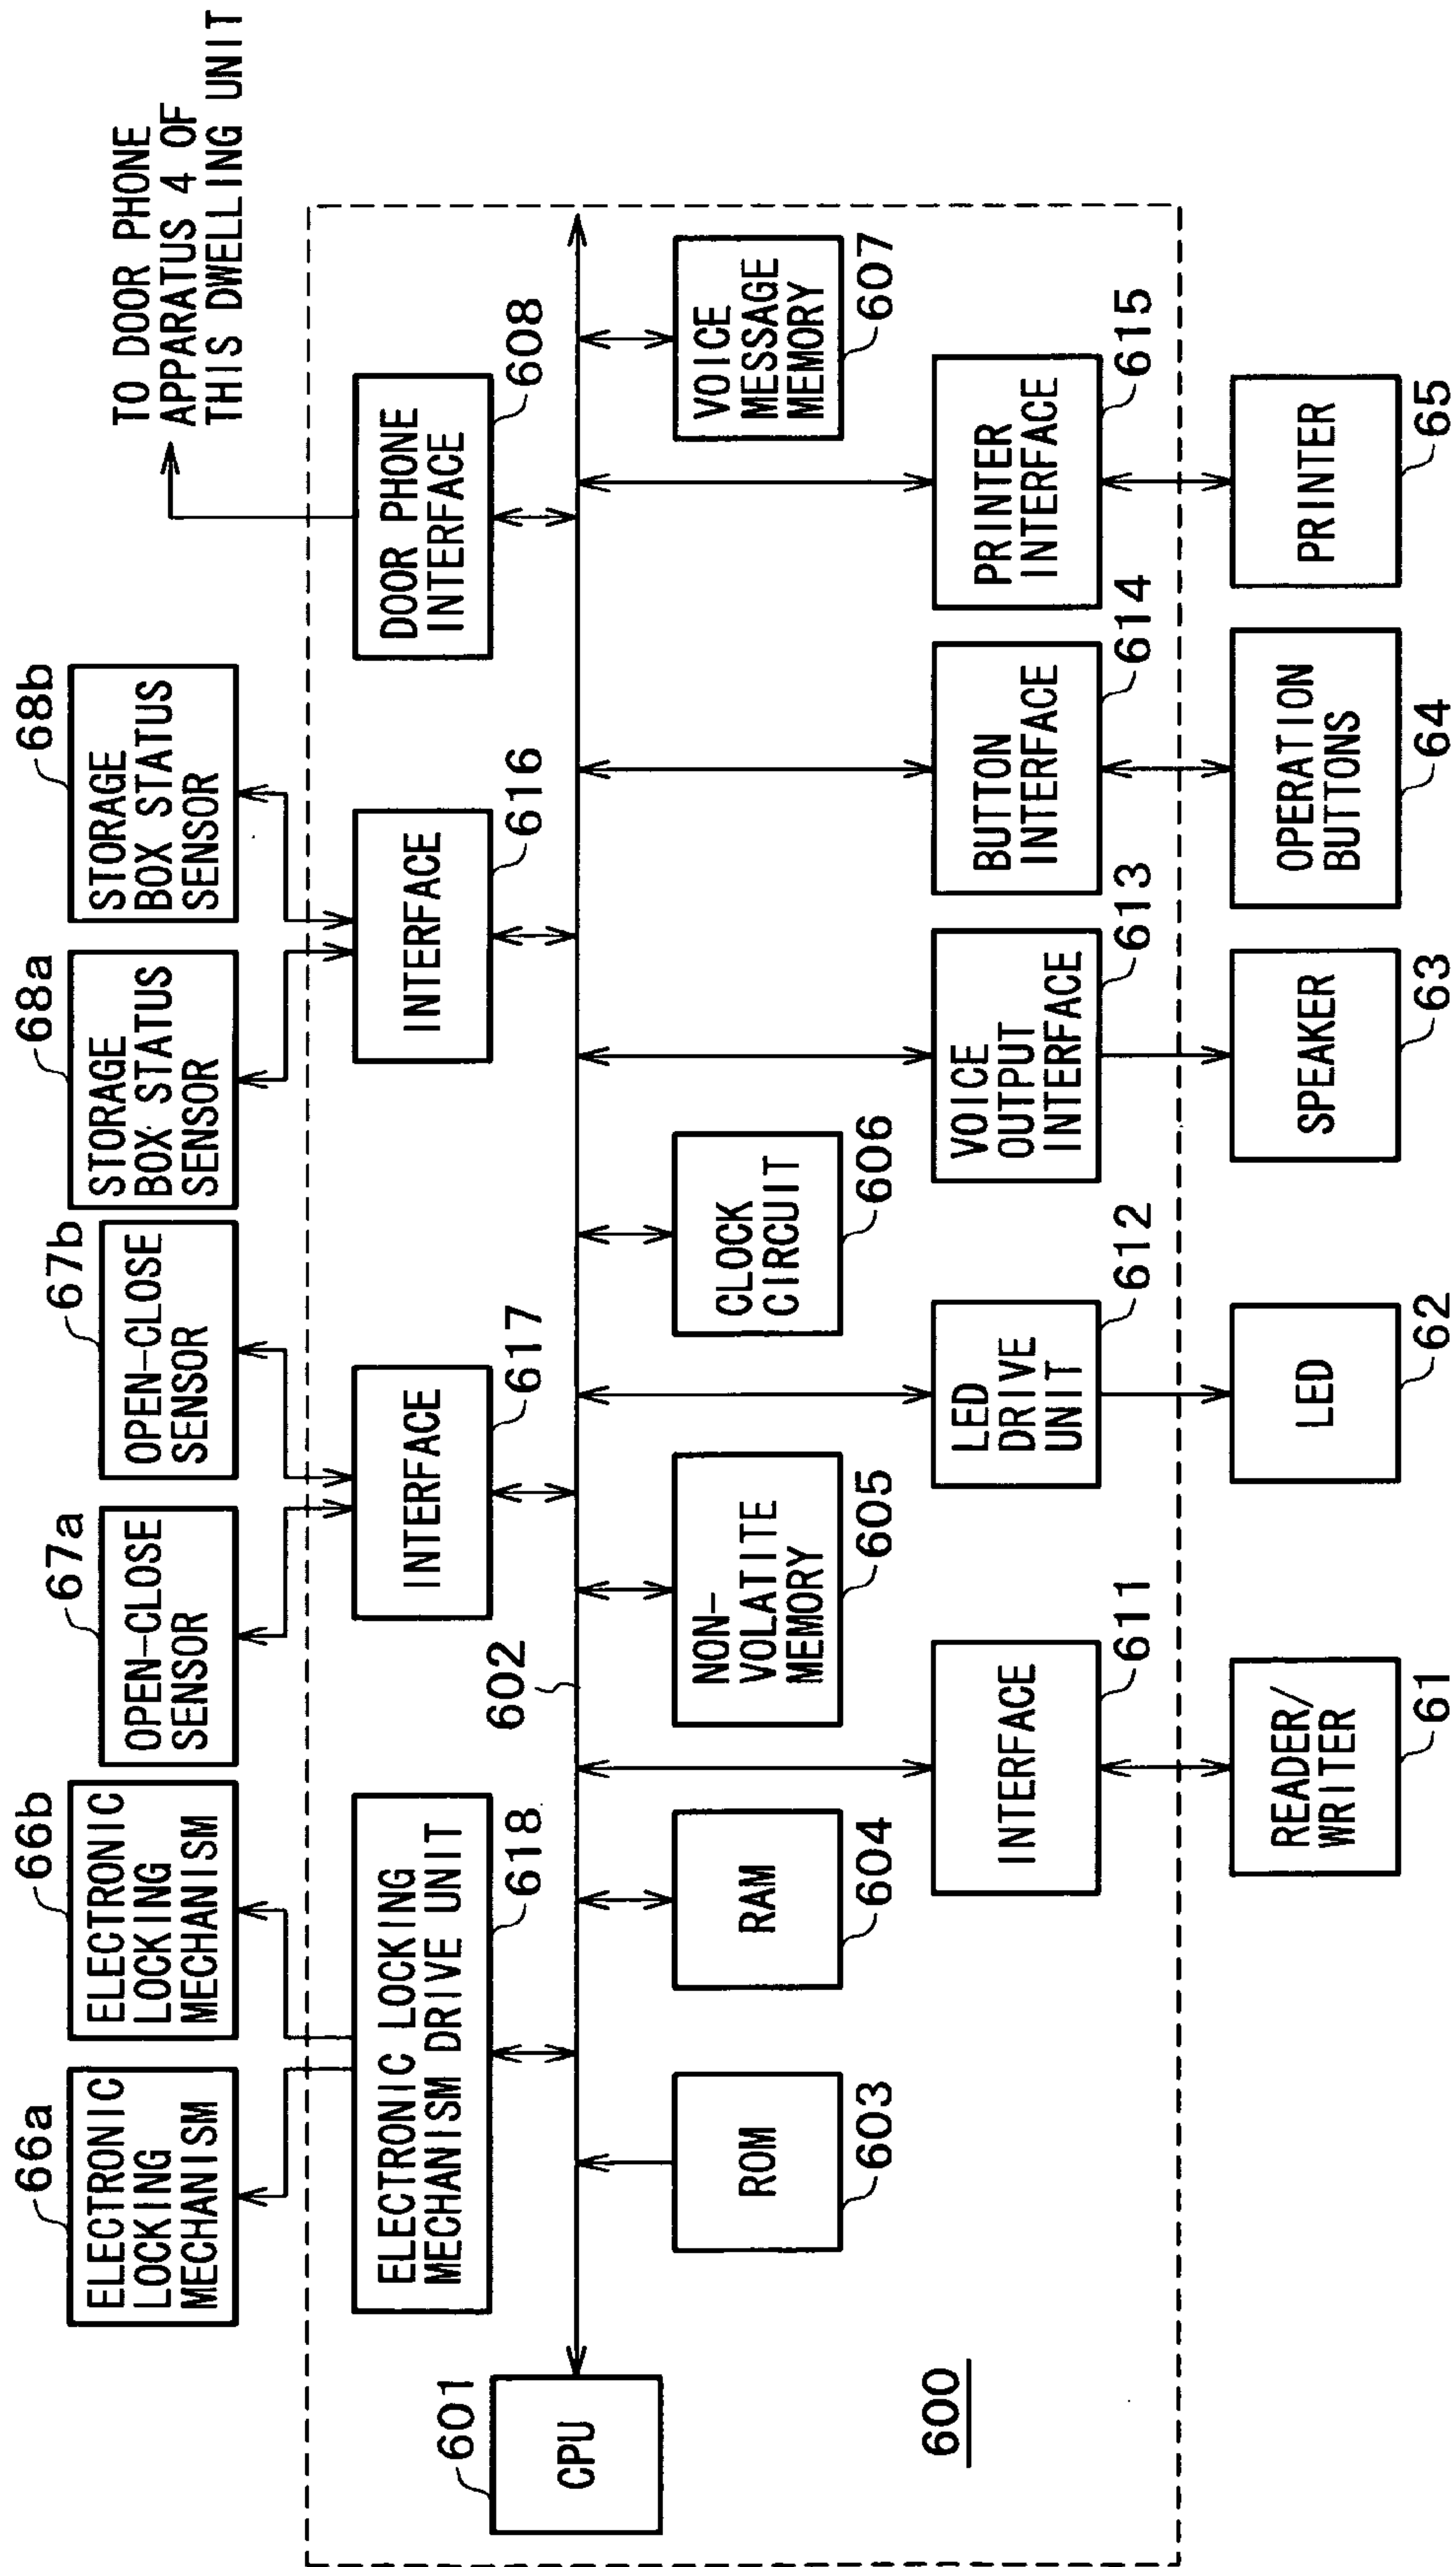 66a
ELECTRONIC
LOCKING
MECHANISM
66b
ELECTRONIC
LOCKING
MECHANISM
67a
OPEN-CLOSE
SENSOR
67b
OPEN-CLOSE
SENSOR
68a
STORAGE
BOX STATUS
SENSOR
68b
STORAGE
BOX STATUS
SENSOR
TO DOOR PHONE
APPARATUS 4 OF
THIS DWELLING UNIT
ELECTRONIC LOCKING
MECHANISM DRIVE UNIT
618
INTERFACE
617
INTERFACE
616
DOOR PHONE
INTERFACE
608
601
CPU
602
ROM
603
RAM
604
NON-
VOLATITE
MEMORY
605
CLOCK
CIRCUIT
606
VOICE
MESSAGE
MEMORY
607
600
INTERFACE
611
LED
DRIVE
UNIT
612
VOICE
OUTPUT
INTERFACE
613
BUTTON
INTERFACE
614
PRINTER
INTERFACE
615
READER/
WRITER
61
LED
62
SPEAKER
63
OPERATION
BUTTONS
64
PRINTER
65